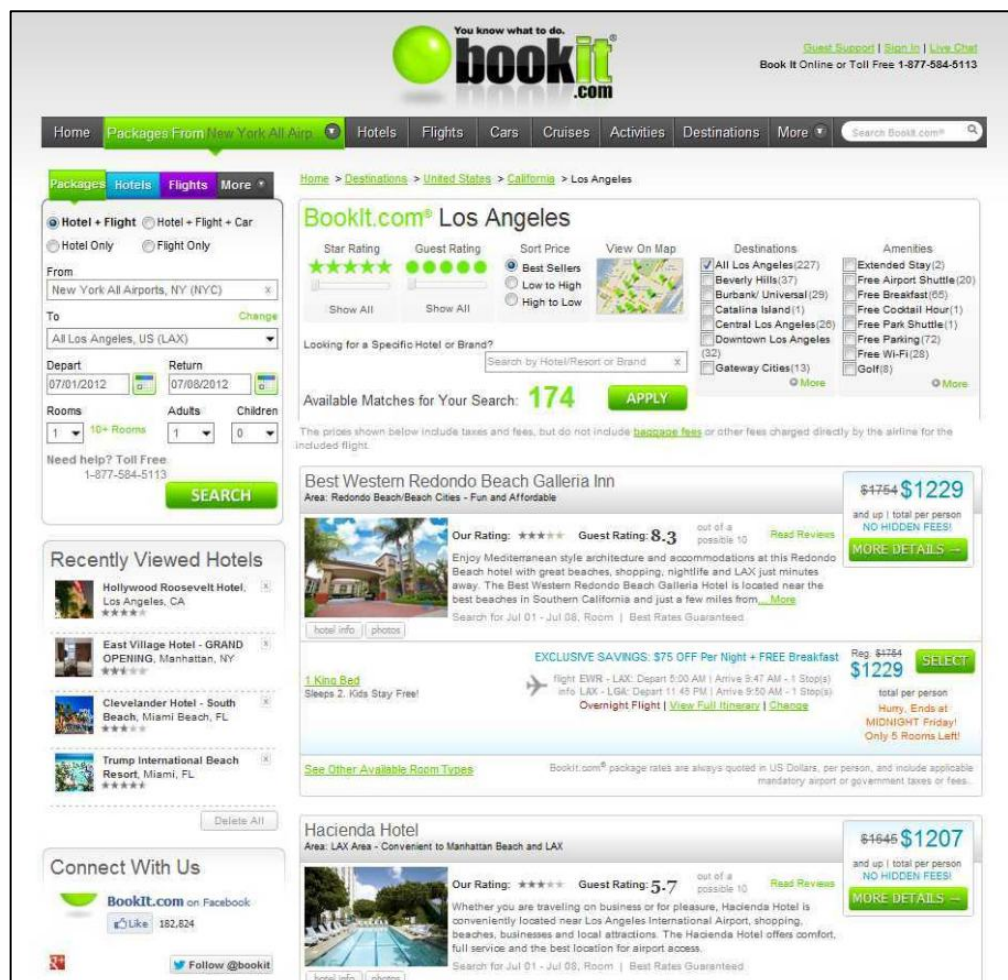 You know what to do.
bookit®
.com
Guest Support | Sign In | Live Chat
Book It Online or Toll Free 1-877-584-5113
Home Packages From New York All Airp... Hotels Flights Cars Cruises Activities Destinations More Search BookIt.com®
Packages Hotels Flights More
Hotel + Flight Hotel + Flight + Car
Hotel Only Flight Only
From
New York All Airports, NY (NYC) x
To Change
All Los Angeles, US (LAX)
Depart Return
07/01/2012 07/08/2012
Rooms Adults Children
1 10+ Rooms 1 0
Need help? Toll Free
1-877-584-5113
SEARCH
Recently Viewed Hotels
Hollywood Roosevelt Hotel, x
Los Angeles, CA
East Village Hotel - GRAND x
OPENING, Manhattan, NY
Clevelander Hotel - South x
Beach, Miami Beach, FL
Trump International Beach x
Resort, Miami, FL
Delete All
Connect With Us
BookIt.com on Facebook
Like 182,824
Follow @bookit
Home > Destinations > United States > California > Los Angeles
BookIt.com® Los Angeles
Star Rating Guest Rating Sort Price View On Map
Best Sellers
Low to High
High to Low
Show All Show All
Destinations
All Los Angeles(227)
Beverly Hills(37)
Burbank/ Universal(29)
Catalina Island(1)
Central Los Angeles(26)
Downtown Los Angeles
(32)
Gateway Cities(13)
More
Amenities
Extended Stay(2)
Free Airport Shuttle(20)
Free Breakfast(65)
Free Cocktail Hour(1)
Free Park Shuttle(1)
Free Parking(72)
Free Wi-Fi(28)
Golf(8)
More
Looking for a Specific Hotel or Brand?
Search by Hotel/Resort or Brand x
Available Matches for Your Search: 174 APPLY
The prices shown below include taxes and fees, but do not include baggage fees or other fees charged directly by the airline for the
included flight.
Best Western Redondo Beach Galleria Inn
Area: Redondo Beach/Beach Cities - Fun and Affordable
$1754 $1229
and up | total per person
NO HIDDEN FEES!
MORE DETAILS →
Our Rating: Guest Rating: 8.3 out of a possible 10 Read Reviews
Enjoy Mediterranean style architecture and accommodations at this Redondo
Beach hotel with great beaches, shopping, nightlife and LAX just minutes
away. The Best Western Redondo Beach Galleria Hotel is located near the
best beaches in Southern California and just a few miles from... More
Search for Jul 01 - Jul 08, Room | Best Rates Guaranteed
hotel info photos
EXCLUSIVE SAVINGS: $75 OFF Per Night + FREE Breakfast
1 King Bed
Sleeps 2. Kids Stay Free!
flight EWR - LAX: Depart 5:00 AM | Arrive 9:47 AM - 1 Stop(s)
info LAX - LGA: Depart 11:45 PM | Arrive 9:50 AM - 1 Stop(s)
Overnight Flight | View Full Itinerary | Change
Reg: $1754
$1229 SELECT
total per person
Hurry, Ends at
MIDNIGHT Friday!
Only 5 Rooms Left!
See Other Available Room Types
BookIt.com® package rates are always quoted in US Dollars, per person, and include applicable
mandatory airport or government taxes or fees.
Hacienda Hotel
Area: LAX Area - Convenient to Manhattan Beach and LAX
$1645 $1207
and up | total per person
NO HIDDEN FEES!
MORE DETAILS →
Our Rating: Guest Rating: 5.7 out of a possible 10 Read Reviews
Whether you are traveling on business or for pleasure, Hacienda Hotel is
conveniently located near Los Angeles International Airport, shopping,
beaches, businesses and local attractions. The Hacienda Hotel offers comfort,
full service and the best location for airport access.
Search for Jul 01 - Jul 08, Room | Best Rates Guaranteed
hotel info photos